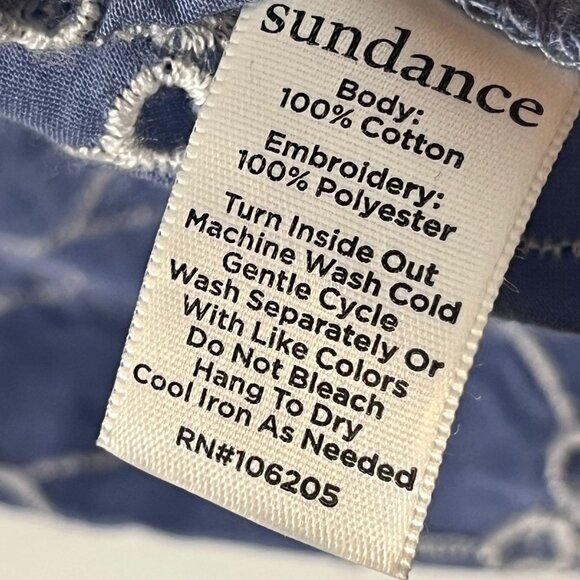 sundance
Body:
100% Cotton
Embroidery:
100% Polyester
Turn Inside Out
Machine Wash Cold
Gentle Cycle
Wash Separately Or
With Like Colors
Do Not Bleach
Hang To Dry
Cool Iron As Needed
RN#106205